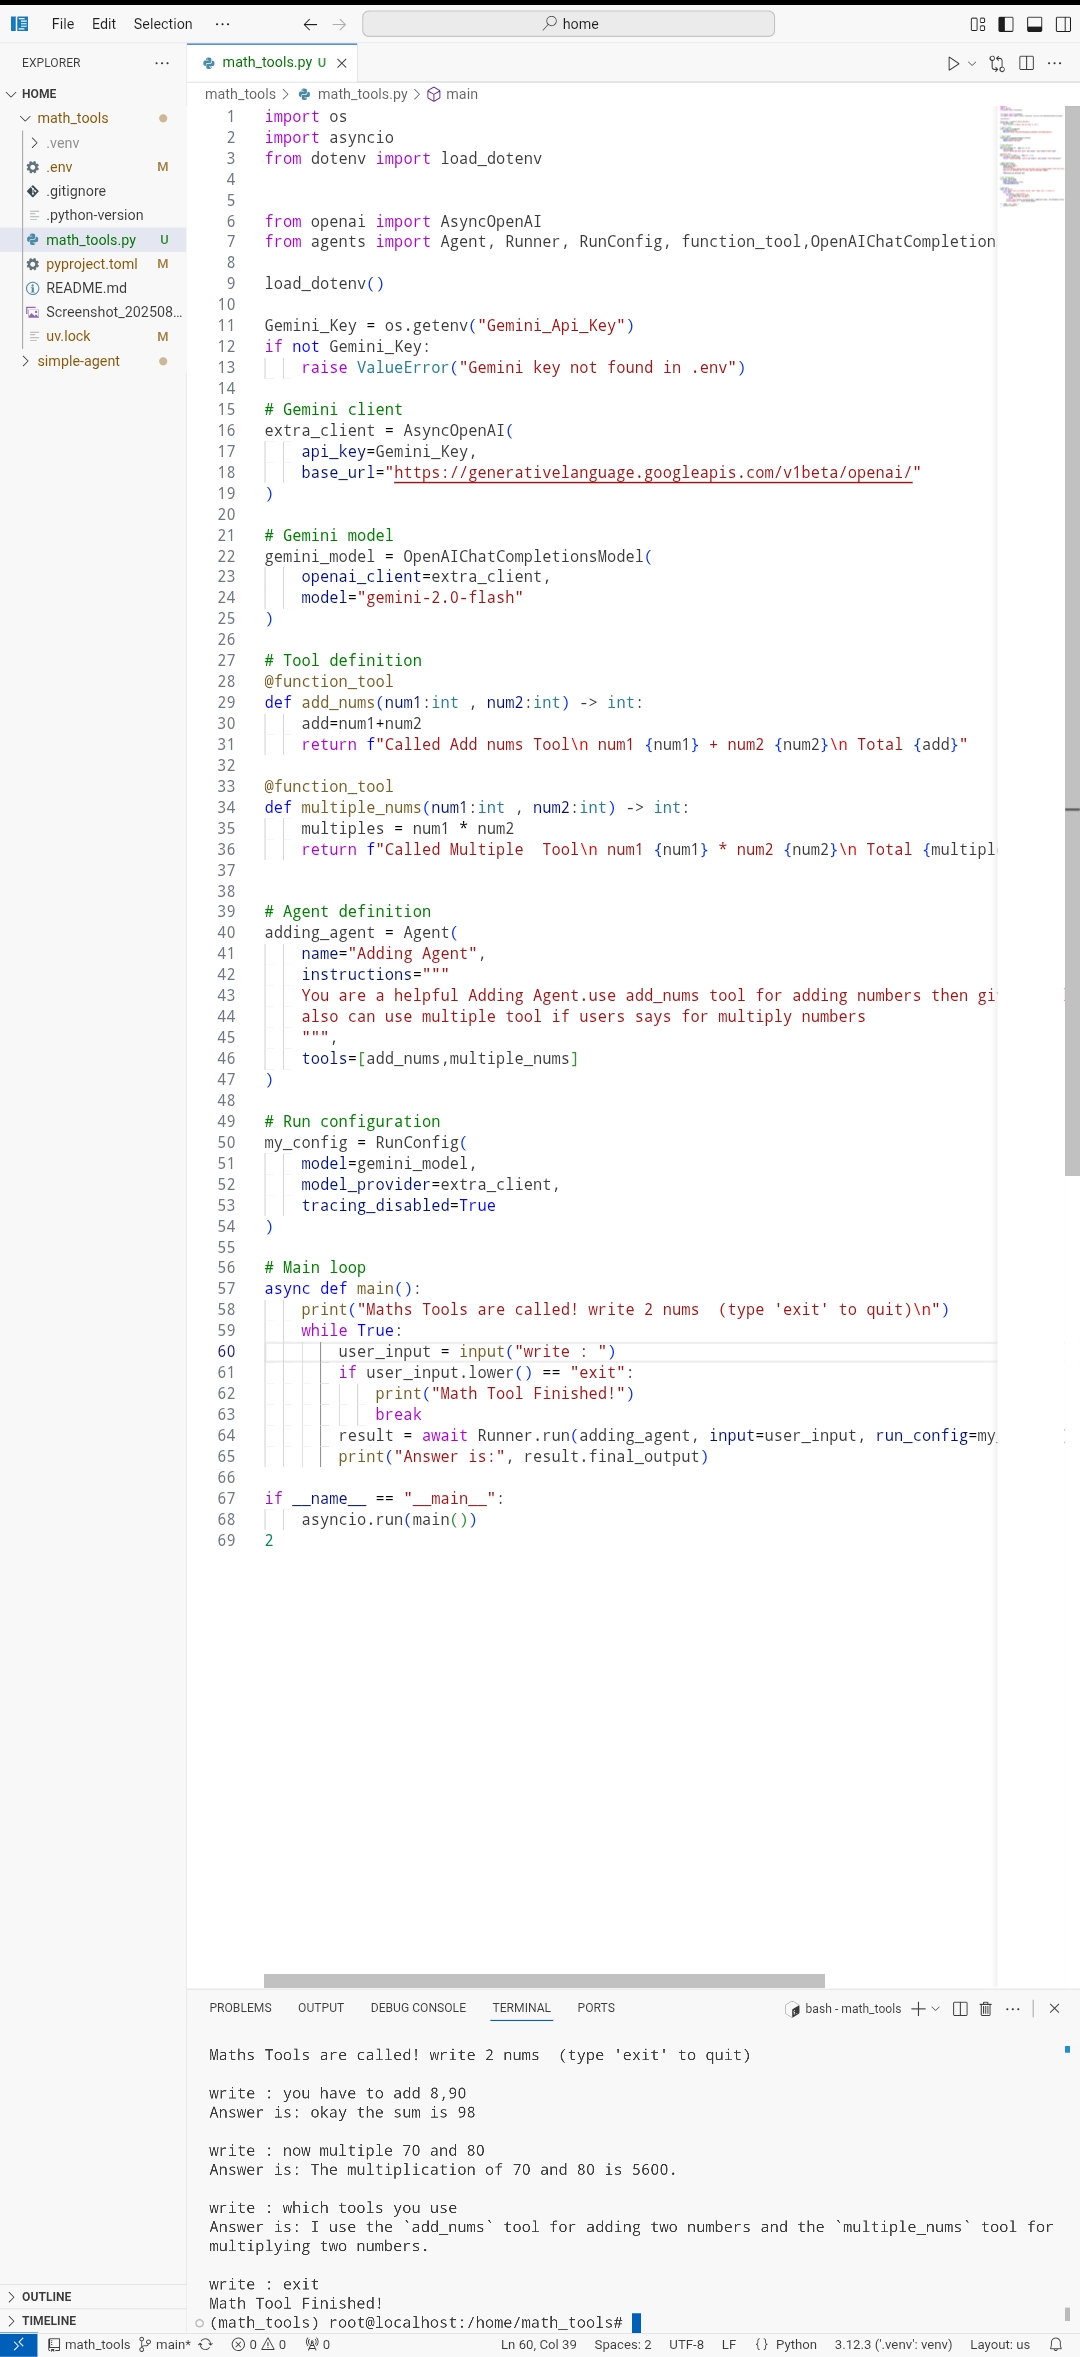 File Edit Selection ··· home
EXPLORER ···
math_tools.py U
HOME
math_tools > math_tools.py > main
math_tools
.venv
.env M
.gitignore
.python-version
math_tools.py U
pyproject.toml M
README.md
Screenshot_202508...
uv.lock M
simple-agent
1 import os
2 import asyncio
3 from dotenv import load_dotenv
4
5
6 from openai import AsyncOpenAI
7 from agents import Agent, Runner, RunConfig, function_tool,OpenAIChatCompletion
8
9 load_dotenv()
10
11 Gemini_Key = os.getenv("Gemini_Api_Key")
12 if not Gemini_Key:
13     raise ValueError("Gemini key not found in .env")
14
15 # Gemini client
16 extra_client = AsyncOpenAI(
17     api_key=Gemini_Key,
18     base_url="https://generativelanguage.googleapis.com/v1beta/openai/"
19 )
20
21 # Gemini model
22 gemini_model = OpenAIChatCompletionsModel(
23     openai_client=extra_client,
24     model="gemini-2.0-flash"
25 )
26
27 # Tool definition
28 @function_tool
29 def add_nums(num1:int , num2:int) -> int:
30     add=num1+num2
31     return f"Called Add nums Tool\n num1 {num1} + num2 {num2}\n Total {add}"
32
33 @function_tool
34 def multiple_nums(num1:int , num2:int) -> int:
35     multiples = num1 * num2
36     return f"Called Multiple  Tool\n num1 {num1} * num2 {num2}\n Total {multipl
37
38
39 # Agent definition
40 adding_agent = Agent(
41     name="Adding Agent",
42     instructions="""
43     You are a helpful Adding Agent.use add_nums tool for adding numbers then gi
44     also can use multiple tool if users says for multiply numbers
45     """,
46     tools=[add_nums,multiple_nums]
47 )
48
49 # Run configuration
50 my_config = RunConfig(
51     model=gemini_model,
52     model_provider=extra_client,
53     tracing_disabled=True
54 )
55
56 # Main loop
57 async def main():
58     print("Maths Tools are called! write 2 nums  (type 'exit' to quit)\n")
59     while True:
60         user_input = input("write : ")
61         if user_input.lower() == "exit":
62             print("Math Tool Finished!")
63             break
64         result = await Runner.run(adding_agent, input=user_input, run_config=my_
65         print("Answer is:", result.final_output)
66
67 if __name__ == "__main__":
68     asyncio.run(main())
69 2
PROBLEMS OUTPUT DEBUG CONSOLE TERMINAL PORTS bash - math_tools
Maths Tools are called! write 2 nums  (type 'exit' to quit)
write : you have to add 8,90
Answer is: okay the sum is 98
write : now multiple 70 and 80
Answer is: The multiplication of 70 and 80 is 5600.
write : which tools you use
Answer is: I use the `add_nums` tool for adding two numbers and the `multiple_nums` tool for
multiplying two numbers.
write : exit
Math Tool Finished!
(math_tools) root@localhost:/home/math_tools#
OUTLINE
TIMELINE
math_tools main* 0 0 0 Ln 60, Col 39 Spaces: 2 UTF-8 LF {} Python 3.12.3 ('.venv': venv) Layout: us